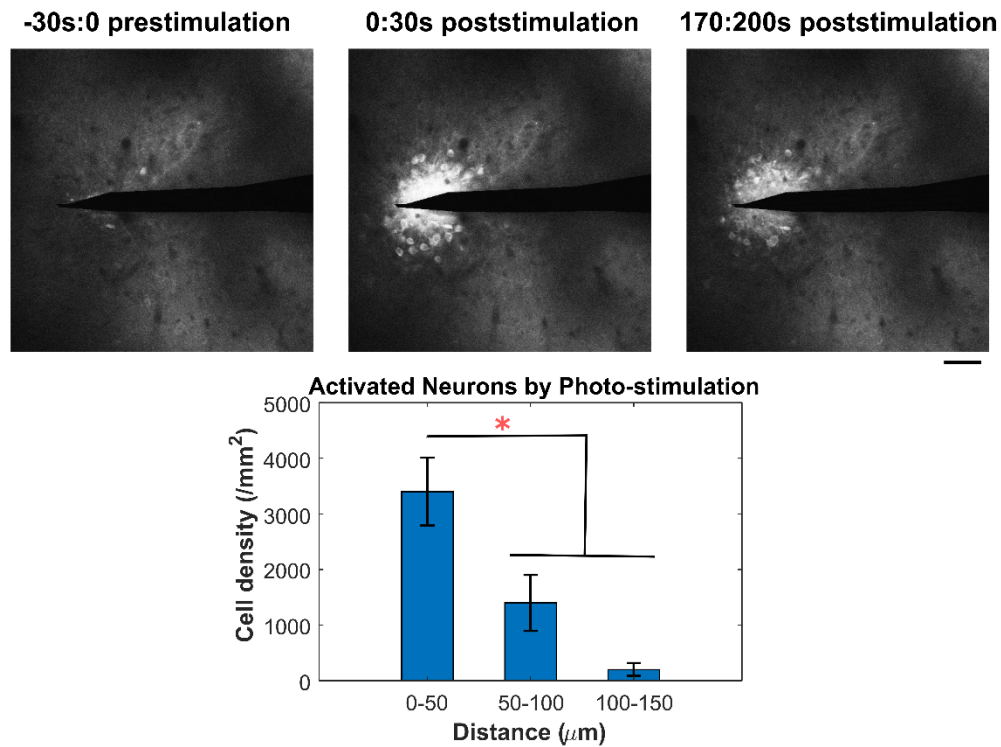 -30s:0 prestimulation
0:30s poststimulation
170:200s poststimulation
Activated Neurons by Photo-stimulation
*
Cell density (/mm²)
5000
4000
3000
2000
1000
0
0-50
50-100
100-150
Distance (μm)